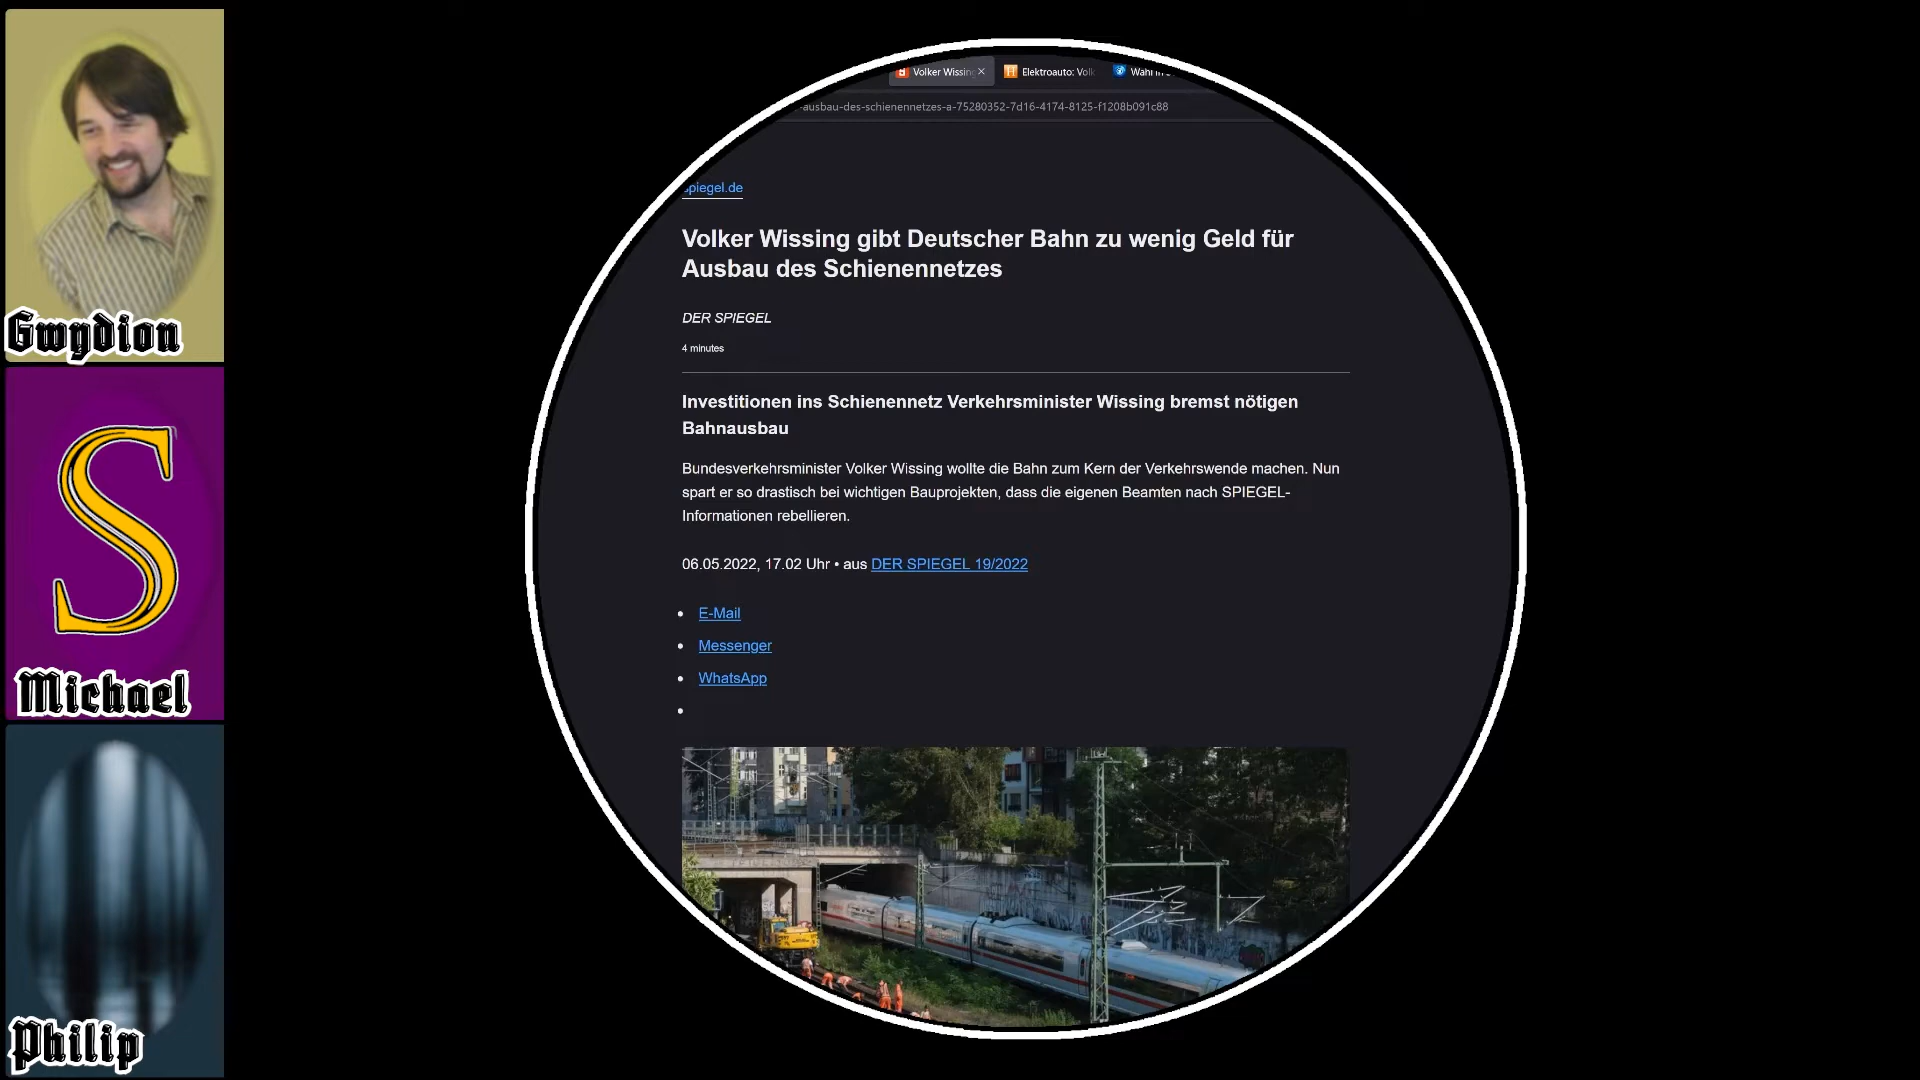 Gwydion
S
Michael
Philip
Volker Wissing
Elektroauto: Volk
Wahl in
-ausbau-des-schienennetzes-a-75280352-7d16-4174-8125-f1208b091c88
spiegel.de
Volker Wissing gibt Deutscher Bahn zu wenig Geld für
Ausbau des Schienennetzes
DER SPIEGEL
4 minutes
Investitionen ins Schienennetz Verkehrsminister Wissing bremst nötigen
Bahnausbau
Bundesverkehrsminister Volker Wissing wollte die Bahn zum Kern der Verkehrswende machen. Nun
spart er so drastisch bei wichtigen Bauprojekten, dass die eigenen Beamten nach SPIEGEL-
Informationen rebellieren.
06.05.2022, 17.02 Uhr • aus DER SPIEGEL 19/2022
• E-Mail
• Messenger
• WhatsApp
•